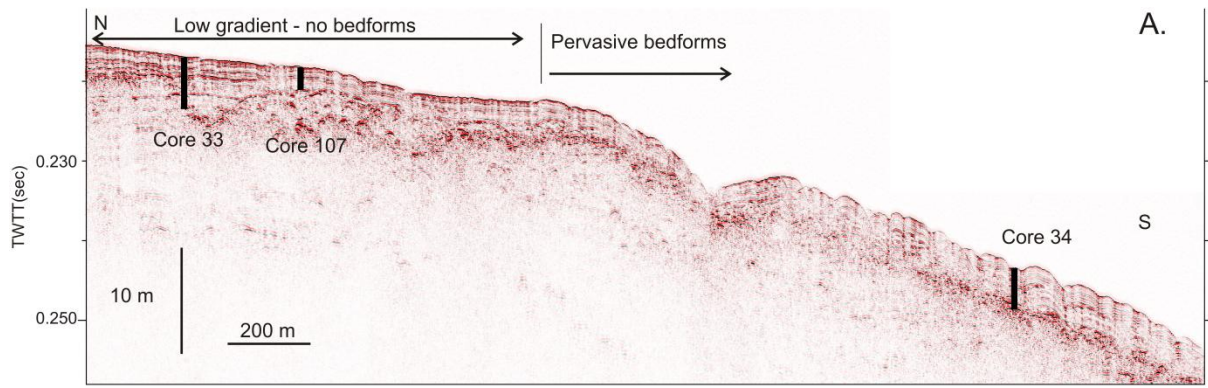 N
Low gradient - no bedforms
Pervasive bedforms
A.
Core 33
Core 107
0.230
TWTT(sec)
S
Core 34
10 m
200 m
0.250